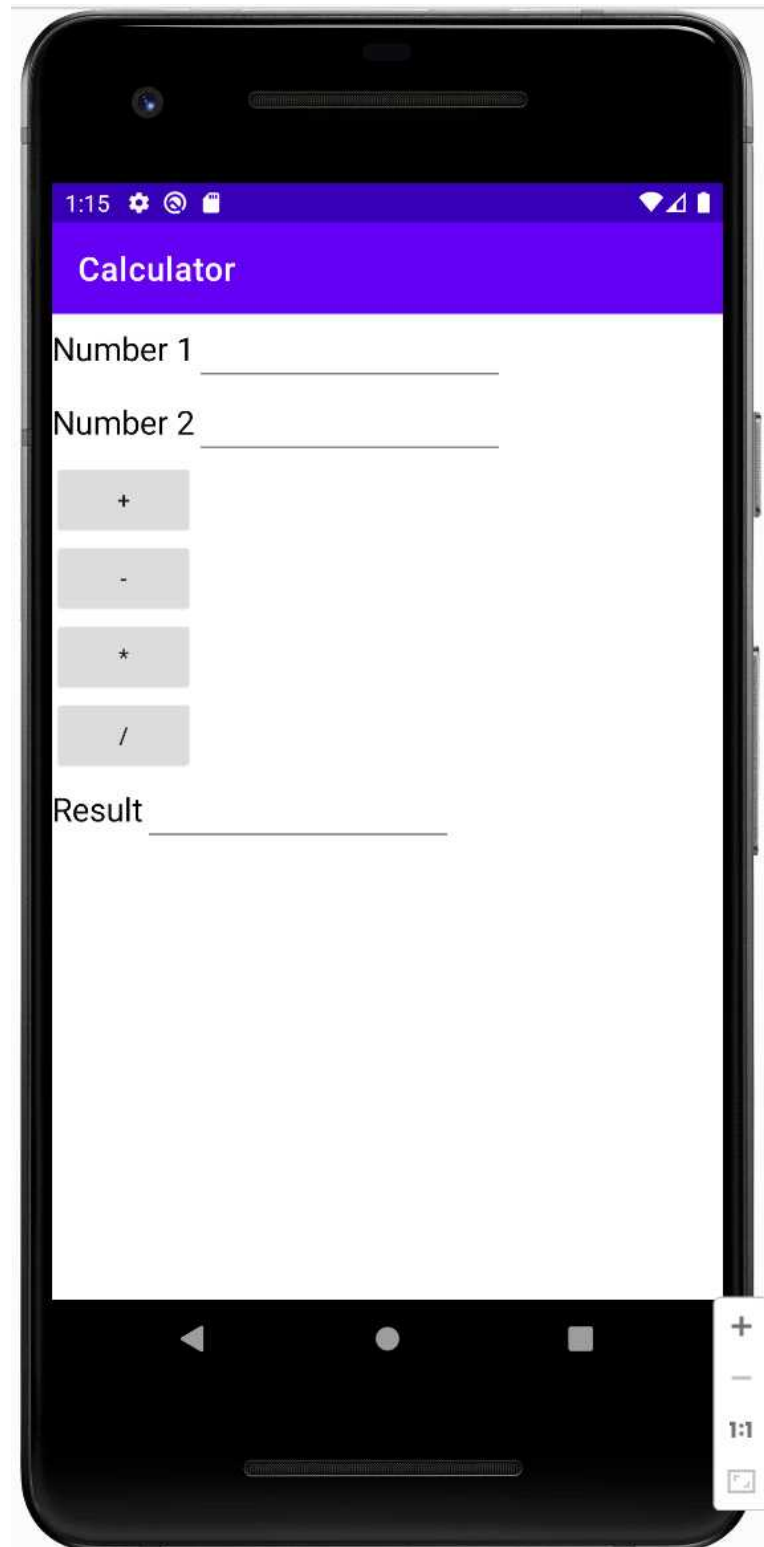 1:15
Calculator
Number 1
Number 2
+
-
*
/
Result
+
-
1:1